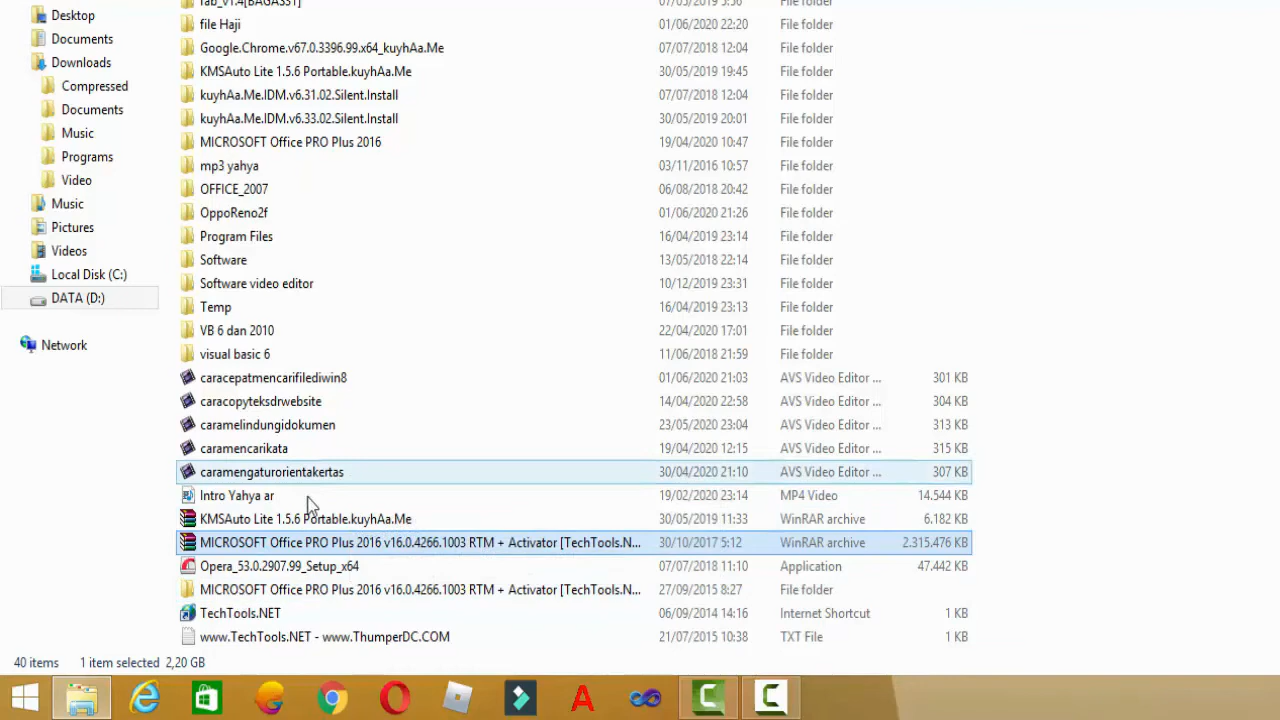 Desktop
Documents
Downloads
Compressed
Documents
Music
Programs
Video
Music
Pictures
Videos
Local Disk (C:)
DATA (D:)
Network
file Haji 01/06/2020 22:20 File folder
Google.Chrome.v67.0.3396.99.x64_kuyhAa.Me 07/07/2018 12:04 File folder
KMSAuto Lite 1.5.6 Portable.kuyhAa.Me 30/05/2019 19:45 File folder
kuyhAa.Me.IDM.v6.31.02.Silent.Install 07/07/2018 12:04 File folder
kuyhAa.Me.IDM.v6.33.02.Silent.Install 30/05/2019 20:01 File folder
MICROSOFT Office PRO Plus 2016 19/04/2020 10:47 File folder
mp3 yahya 03/11/2016 10:57 File folder
OFFICE_2007 06/08/2018 20:42 File folder
OppoReno2f 01/06/2020 21:26 File folder
Program Files 16/04/2019 23:14 File folder
Software 13/05/2018 22:14 File folder
Software video editor 10/12/2019 23:31 File folder
Temp 16/04/2019 23:13 File folder
VB 6 dan 2010 22/04/2020 17:01 File folder
visual basic 6 11/06/2018 21:59 File folder
caracepatmencarifilediwin8 01/06/2020 21:03 AVS Video Editor ... 301 KB
caracopyteksdrwebsite 14/04/2020 22:58 AVS Video Editor ... 304 KB
caramelindungidokumen 23/05/2020 23:04 AVS Video Editor ... 313 KB
caramencarikata 19/04/2020 12:15 AVS Video Editor ... 315 KB
caramengaturorientakertas 30/04/2020 21:10 AVS Video Editor ... 307 KB
Intro Yahya ar 19/02/2020 23:14 MP4 Video 14.544 KB
KMSAuto Lite 1.5.6 Portable.kuyhAa.Me 30/05/2019 11:33 WinRAR archive 6.182 KB
MICROSOFT Office PRO Plus 2016 v16.0.4266.1003 RTM + Activator [TechTools.N... 30/10/2017 5:12 WinRAR archive 2.315.476 KB
Opera_53.0.2907.99_Setup_x64 07/07/2018 11:10 Application 47.442 KB
MICROSOFT Office PRO Plus 2016 v16.0.4266.1003 RTM + Activator [TechTools.N... 27/09/2015 8:27 File folder
TechTools.NET 06/09/2014 14:16 Internet Shortcut 1 KB
www.TechTools.NET - www.ThumperDC.COM 21/07/2015 10:38 TXT File 1 KB
40 items 1 item selected 2,20 GB